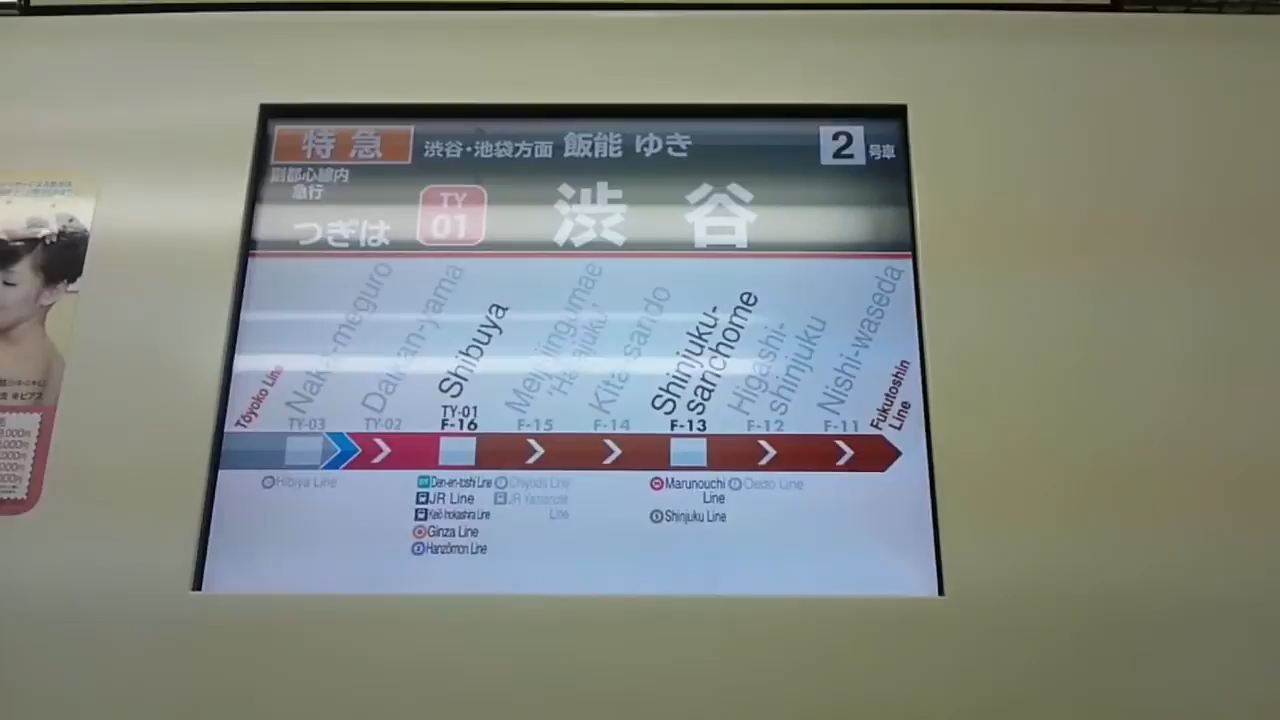 特急 渋谷・池袋方面 飯能 ゆき 2 号車
副都心線内
急行
つぎは TY 01 渋谷
Tōyoko Line
Naka-meguro
Daikan-yama
Shibuya
Meiji-jingumae
'Harajuku'
Kita-sando
Shinjuku-
sanchome
Higashi-
shinjuku
Nishi-waseda
Fukutoshin
Line
TY-03 TY-02 TY-01 F-16 F-15 F-14 F-13 F-12 F-11
Hibiya Line
Den-en-toshi Line
JR Line
Keiō Inokashira Line
Ginza Line
Hanzōmon Line
Chiyoda Line
JR Yamanote
Line
Marunouchi
Line
Shinjuku Line
Oedo Line